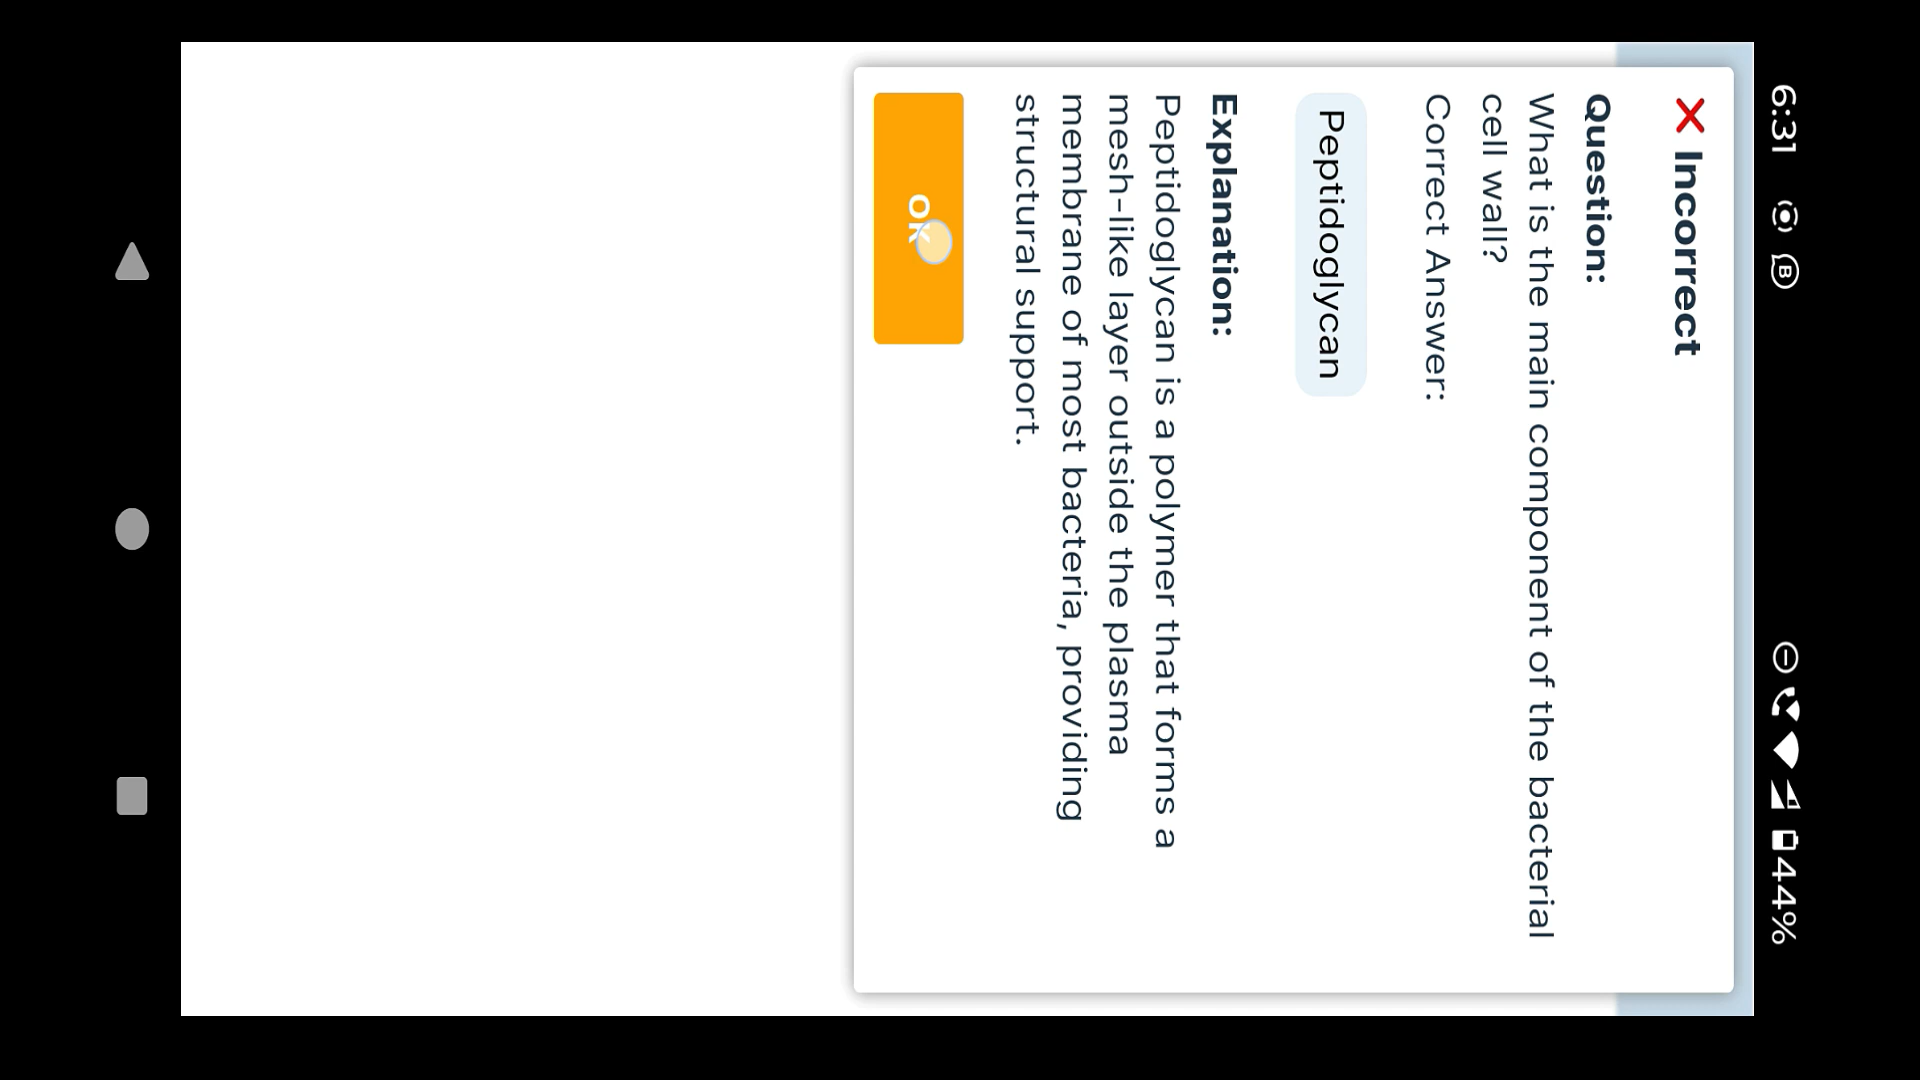 6:31
44%
Incorrect
Question:
What is the main component of the bacterial
cell wall?
Correct Answer:
Peptidoglycan
Explanation:
Peptidoglycan is a polymer that forms a
mesh-like layer outside the plasma
membrane of most bacteria, providing
structural support.
OK